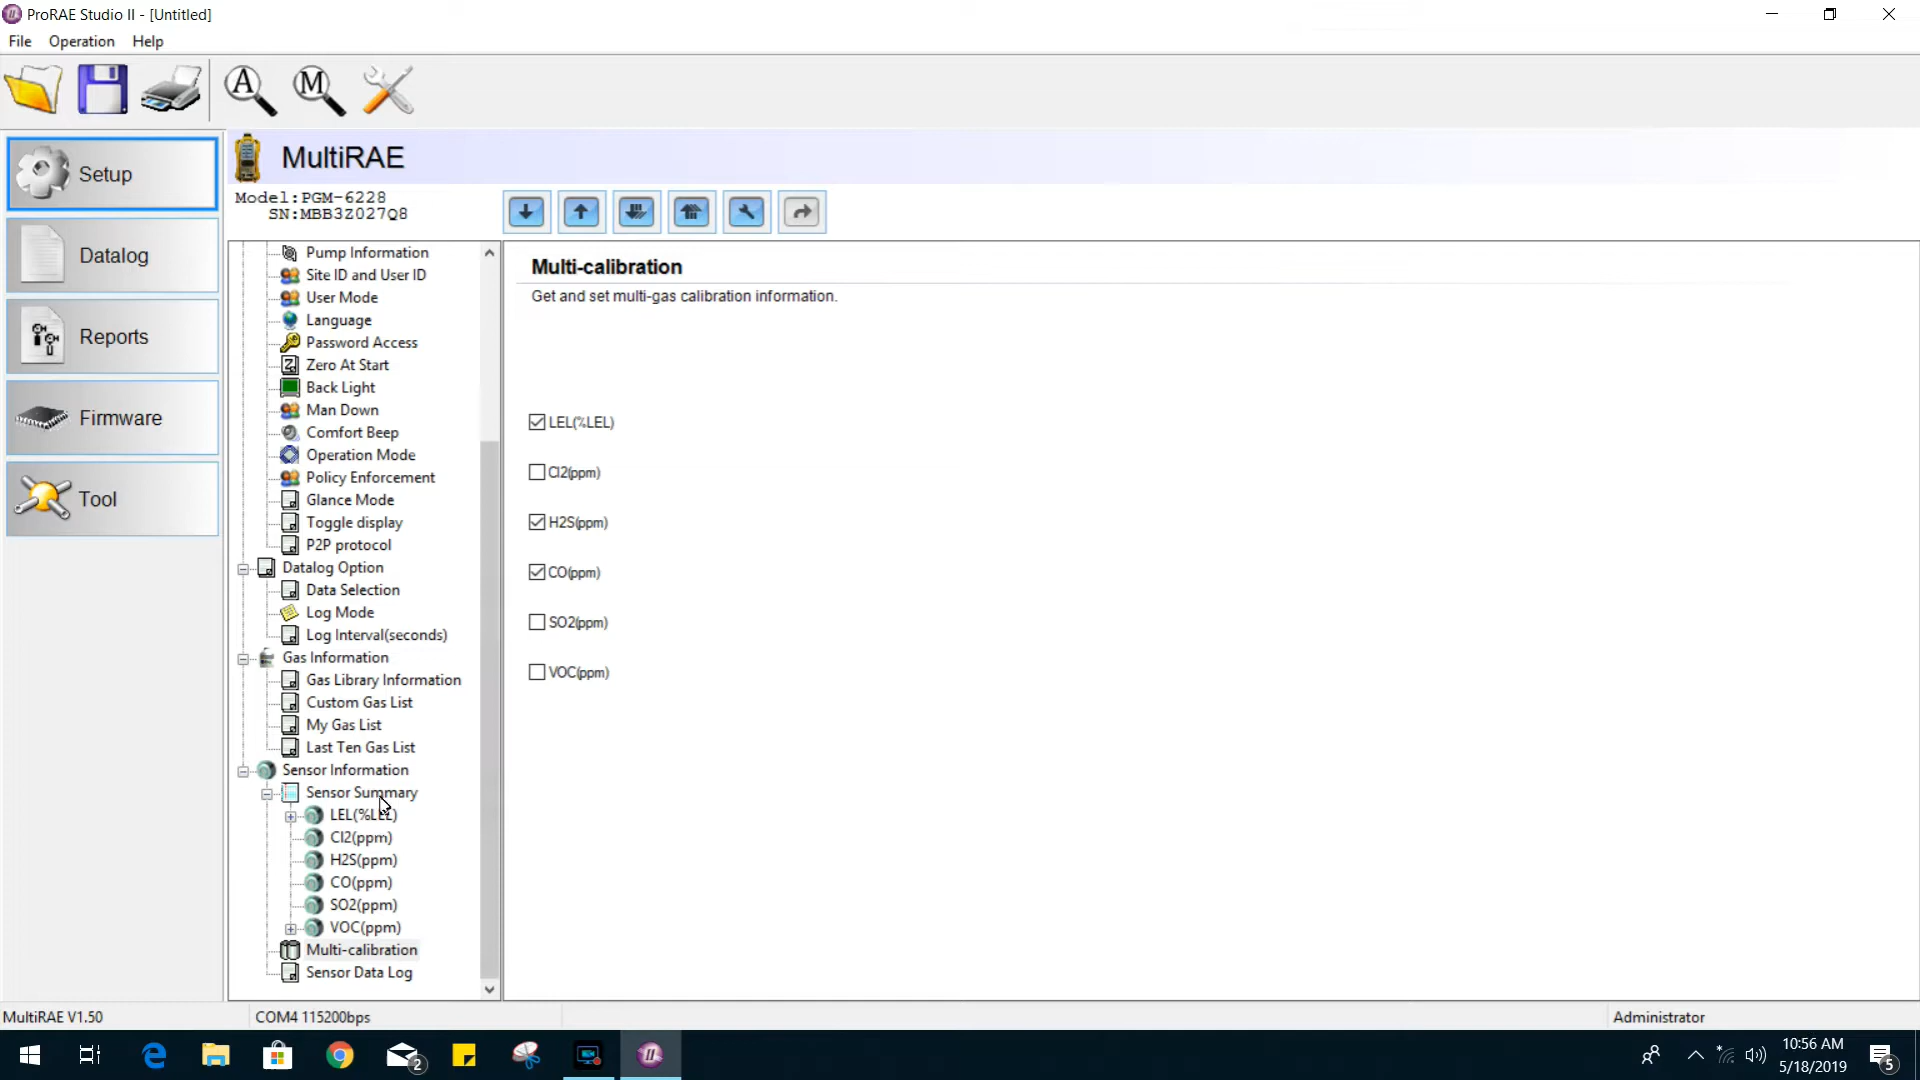 ProRAE Studio II - [Untitled]
File Operation Help
A M
Setup
Datalog
Reports
Firmware
Tool
MultiRAE
Model:PGM-6228
SN:MBB3Z027Q8
Pump Information
Site ID and User ID
User Mode
Language
Password Access
Zero At Start
Back Light
Man Down
Comfort Beep
Operation Mode
Policy Enforcement
Glance Mode
Toggle display
P2P protocol
Datalog Option
Data Selection
Log Mode
Log Interval(seconds)
Gas Information
Gas Library Information
Custom Gas List
My Gas List
Last Ten Gas List
Sensor Information
Sensor Summary
LEL(%LEL)
Cl2(ppm)
H2S(ppm)
CO(ppm)
SO2(ppm)
VOC(ppm)
Multi-calibration
Sensor Data Log
Multi-calibration
Get and set multi-gas calibration information.
LEL(%LEL)
Cl2(ppm)
H2S(ppm)
CO(ppm)
SO2(ppm)
VOC(ppm)
MultiRAE V1.50 COM4 115200bps Administrator
2
10:56 AM
5/18/2019
5